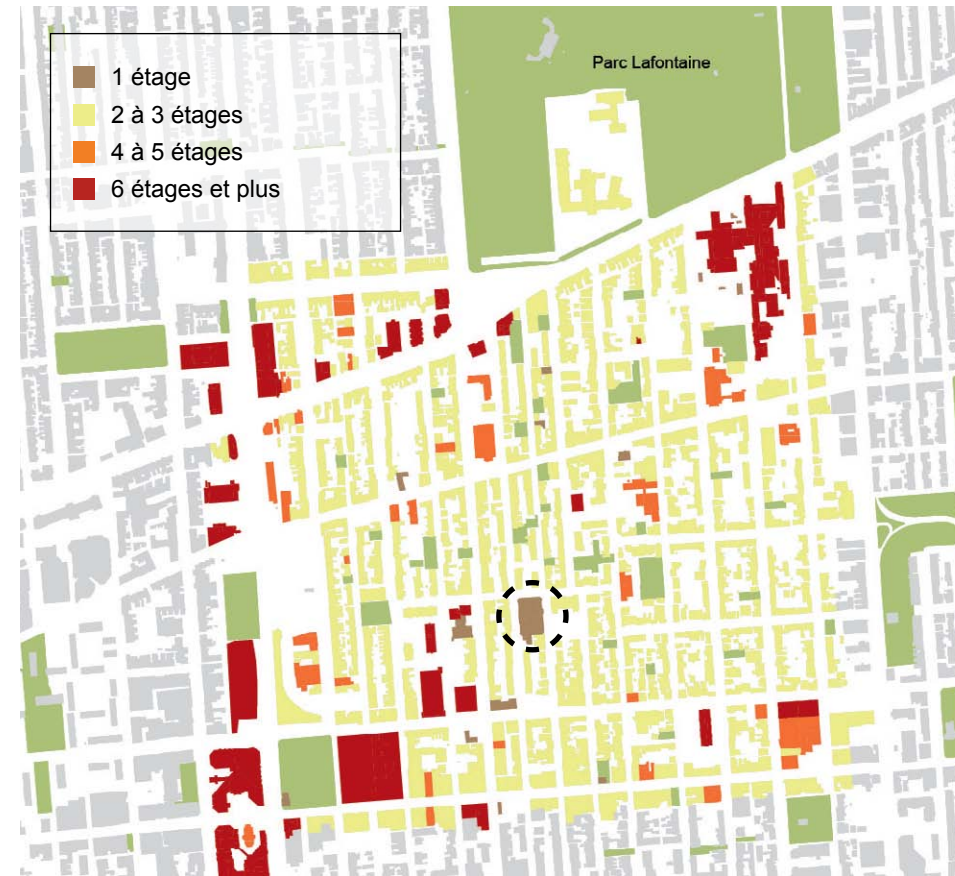 Parc Lafontaine
1 étage
2 à 3 étages
4 à 5 étages
6 étages et plus